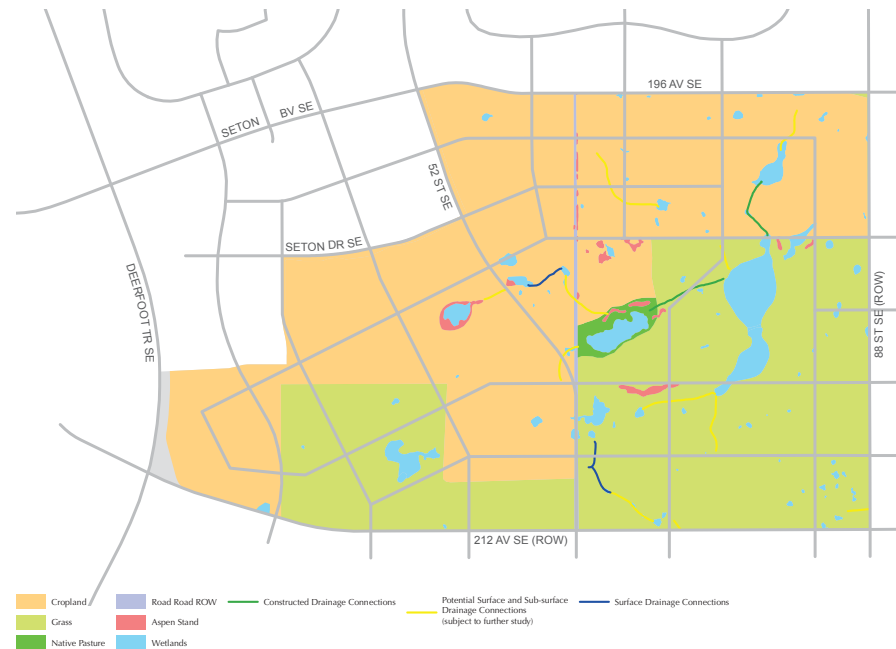 196 AV SE
SETON BV SE
52 ST SE
SETON DR SE
DEERFOOT TR SE
88 ST SE (ROW)
212 AV SE (ROW)
Cropland
Grass
Native Pasture
Road Road ROW
Aspen Stand
Wetlands
Constructed Drainage Connections
Potential Surface and Sub-surface
Drainage Connections
(subject to further study)
Surface Drainage Connections